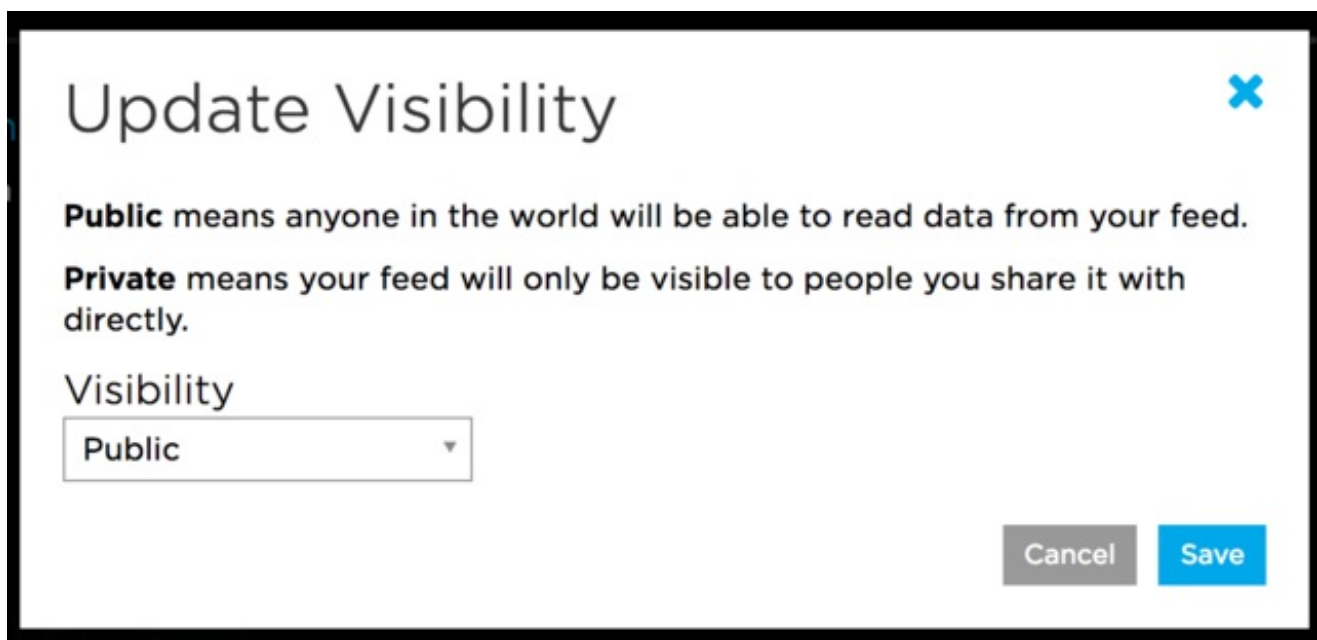 Update Visibility
Public means anyone in the world will be able to read data from your feed.
Private means your feed will only be visible to people you share it with
directly.
Visibility
Public
Cancel Save